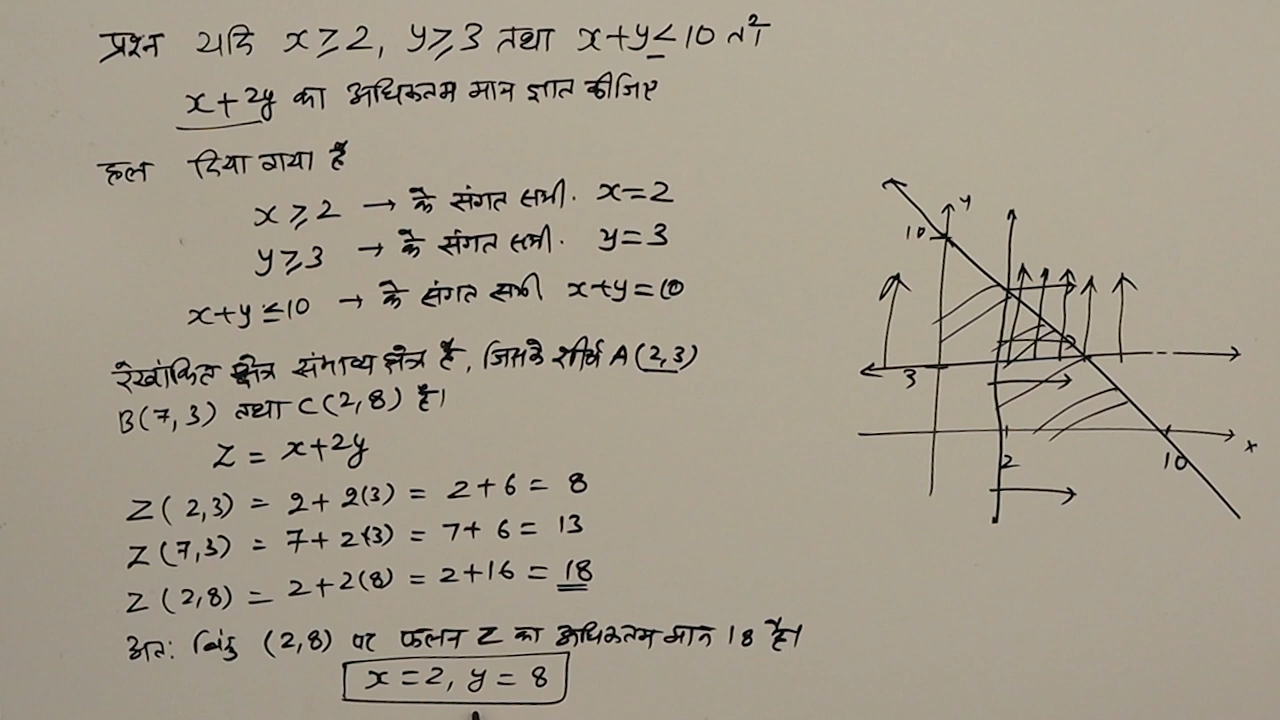 प्रश्न यदि x ≥ 2, y ≥ 3 तथा x+y ≤ 10 तो
x + 2y का अधिकतम मान ज्ञात कीजिए
हल दिया गया है
x ≥ 2 → के संगत समी. x = 2
y ≥ 3 → के संगत समी. y = 3
x+y ≤ 10 → के संगत समी x+y = 10
रेखांकित क्षेत्र संभाव्य क्षेत्र है, जिसके शीर्ष A (2,3)
B(7,3) तथा C(2,8) है।
Z = x+2y
Z(2,3) = 2+2(3) = 2+6 = 8
Z(7,3) = 7+2(3) = 7+6 = 13
Z(2,8) = 2+2(8) = 2+16 = 18
अतः बिंदु (2,8) पर फलन Z का अधिकतम मान 18 है।
x = 2, y = 8
y
10
3
2
10
x